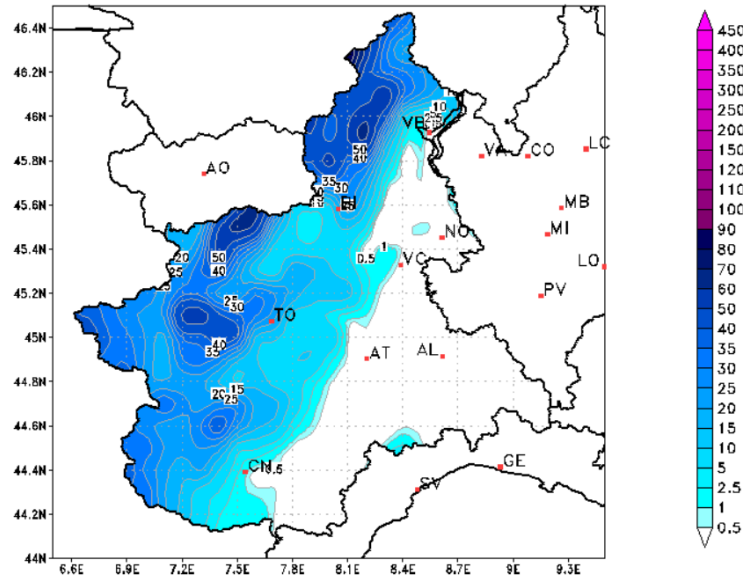 46.4N
46.2N
46N
45.8N
45.6N
45.4N
45.2N
45N
44.8N
44.6N
44.4N
44.2N
44N
6.6E 6.9E 7.2E 7.5E 7.8E 8.1E 8.4E 8.7E 9E 9.3E
10
VB
VA CO LC
50
40
AO
35
30
BI
MB
20
25
50
40
0.5 1
NO
VC
MI
LO
25
30
TO
PV
40
35
AT AL
20 15
25
CN
GE
SV
450
400
350
300
250
200
150
120
110
100
90
80
70
60
50
45
40
35
30
25
20
15
10
5
2.5
1
0.5